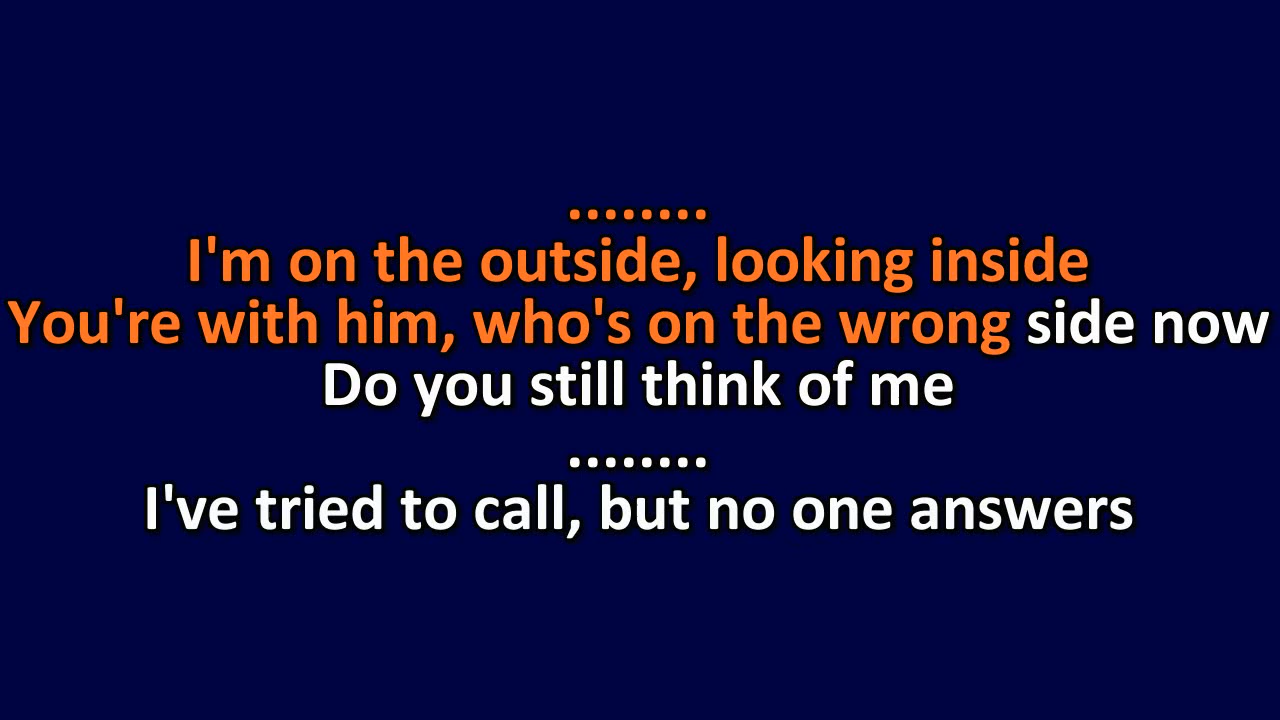 ........
I'm on the outside, looking inside
You're with him, who's on the wrong side now
Do you still think of me
........
I've tried to call, but no one answers